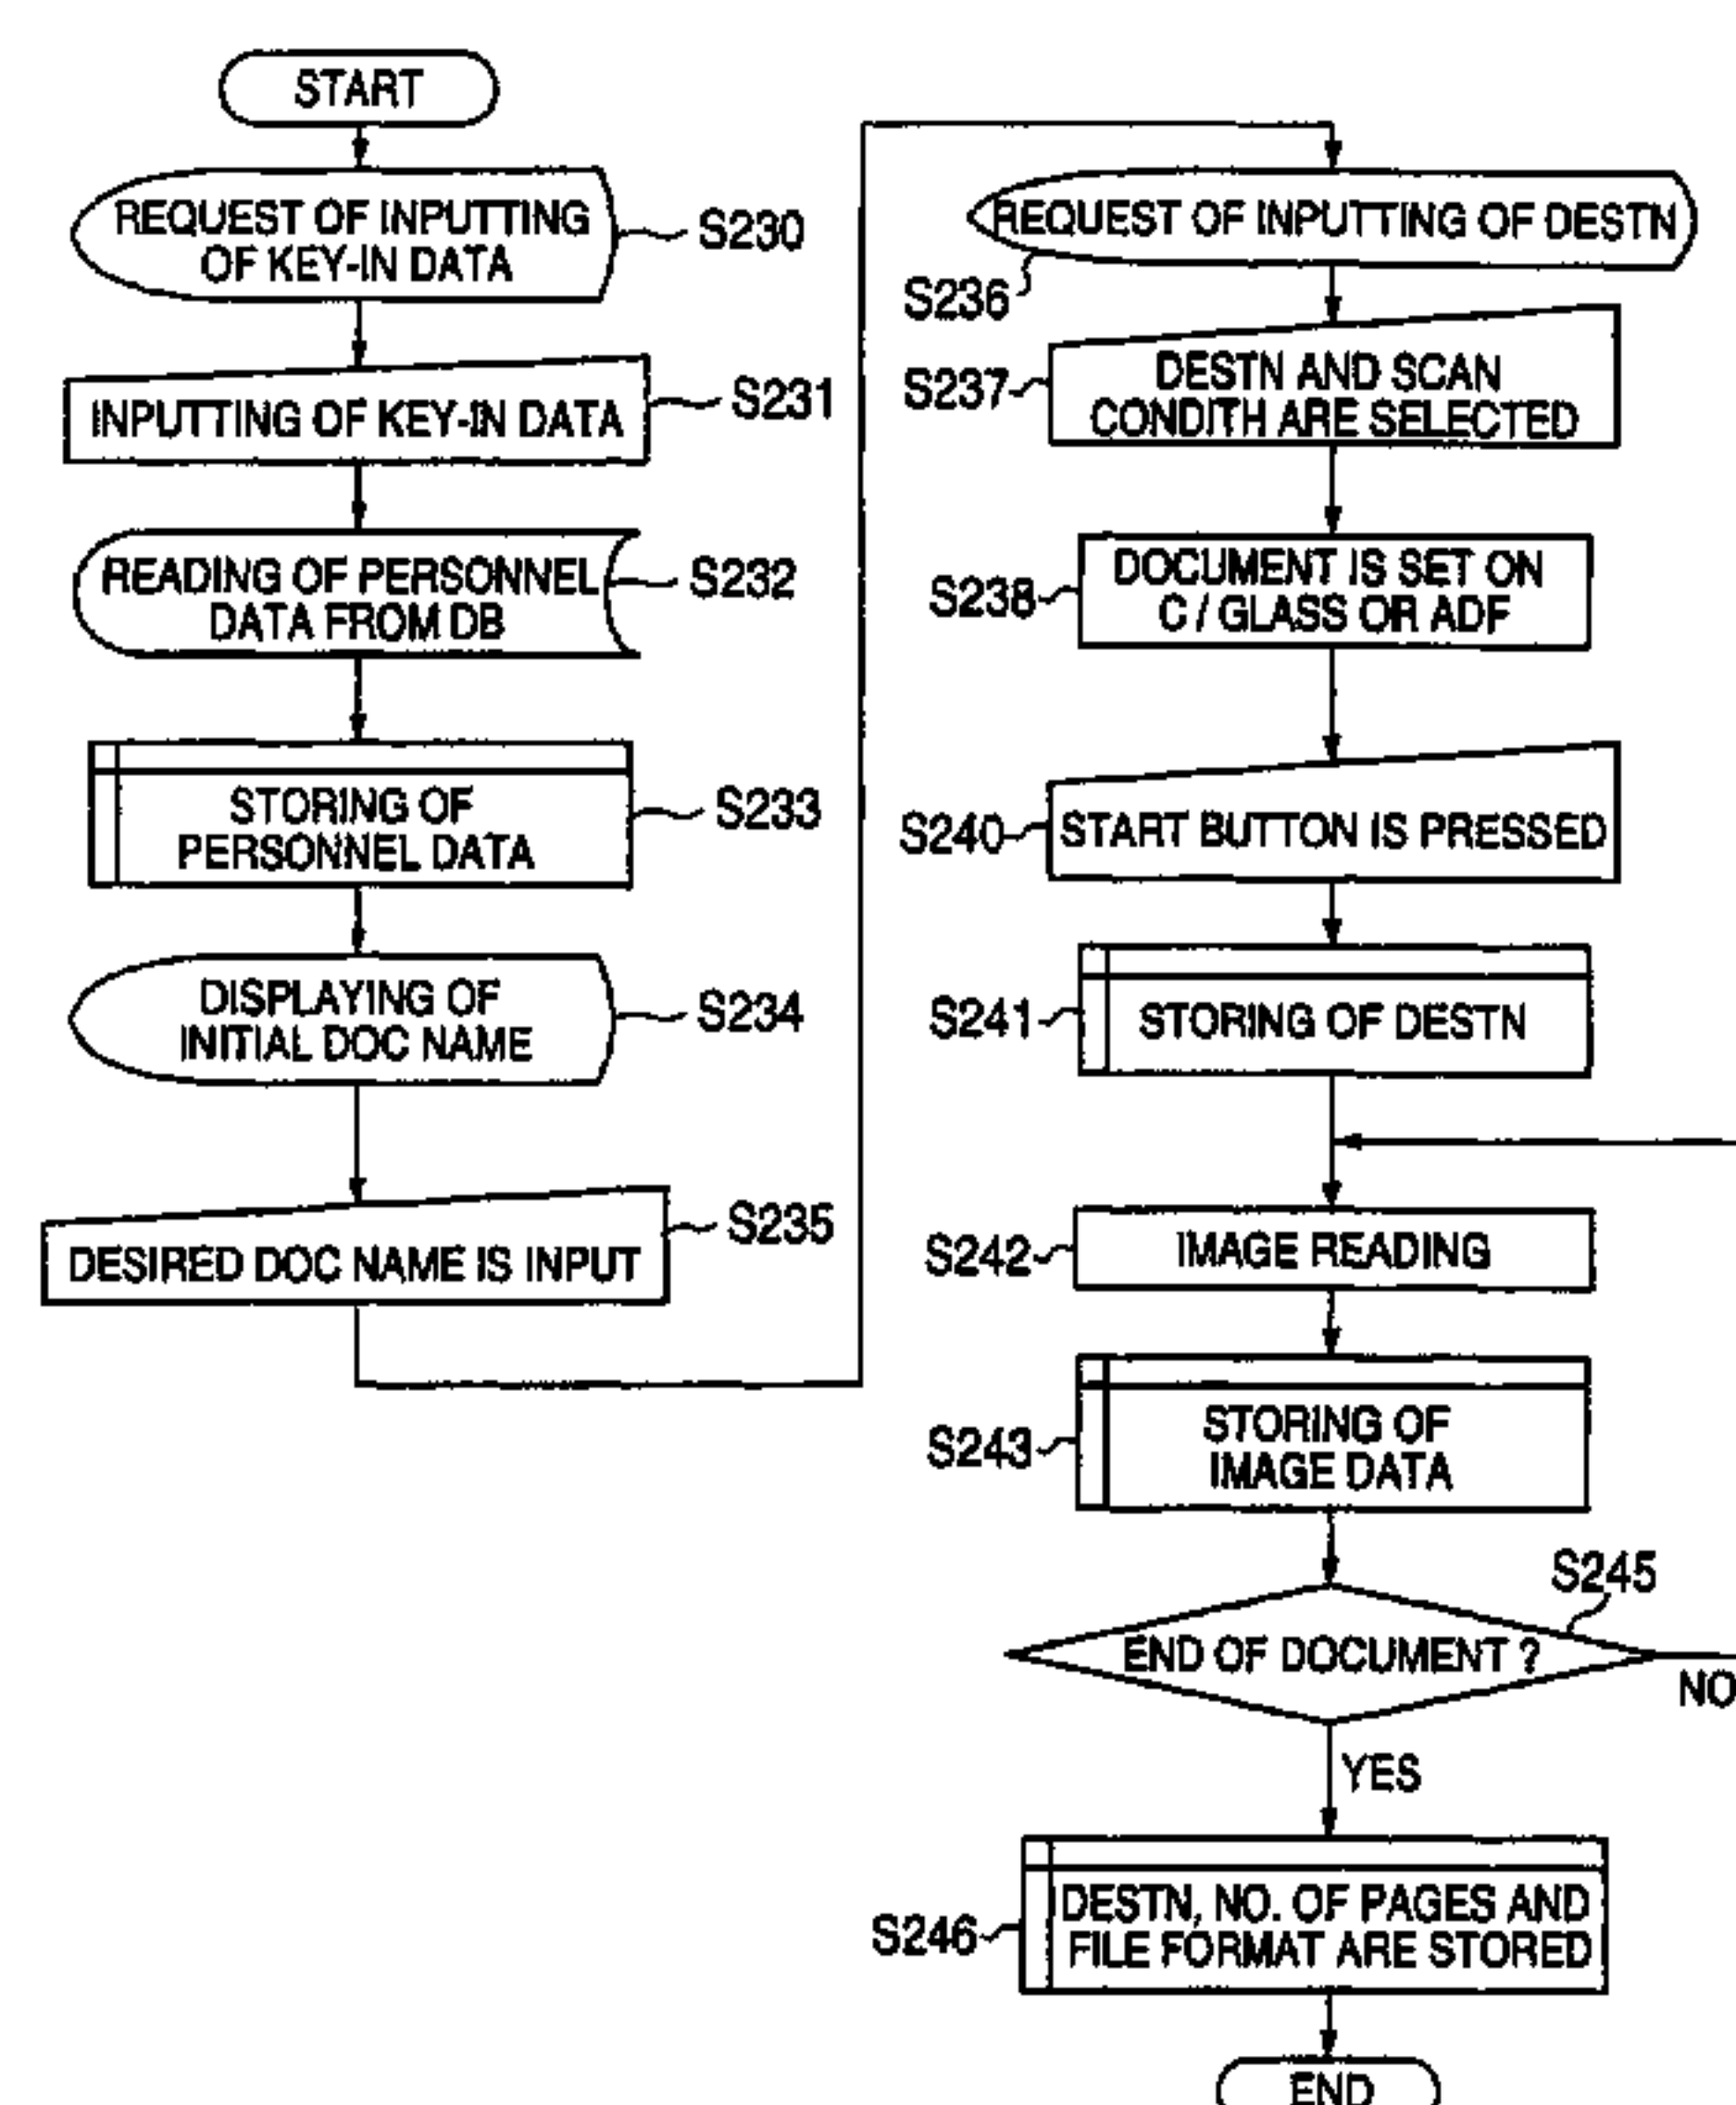 START
REQUEST OF INPUTTING
OF KEY-IN DATA
S230
INPUTTING OF KEY-IN DATA
S231
READING OF PERSONNEL
DATA FROM DB
S232
STORING OF
PERSONNEL DATA
S233
DISPLAYING OF
INITIAL DOC NAME
S234
DESIRED DOC NAME IS INPUT
S235
REQUEST OF INPUTTING OF DESTN
S236
DESTN AND SCAN
CONDITH ARE SELECTED
S237
DOCUMENT IS SET ON
C / GLASS OR ADF
S238
START BUTTON IS PRESSED
S240
STORING OF DESTN
S241
IMAGE READING
S242
STORING OF
IMAGE DATA
S243
END OF DOCUMENT ?
S245
NO
YES
DESTN, NO. OF PAGES AND
FILE FORMAT ARE STORED
S246
END